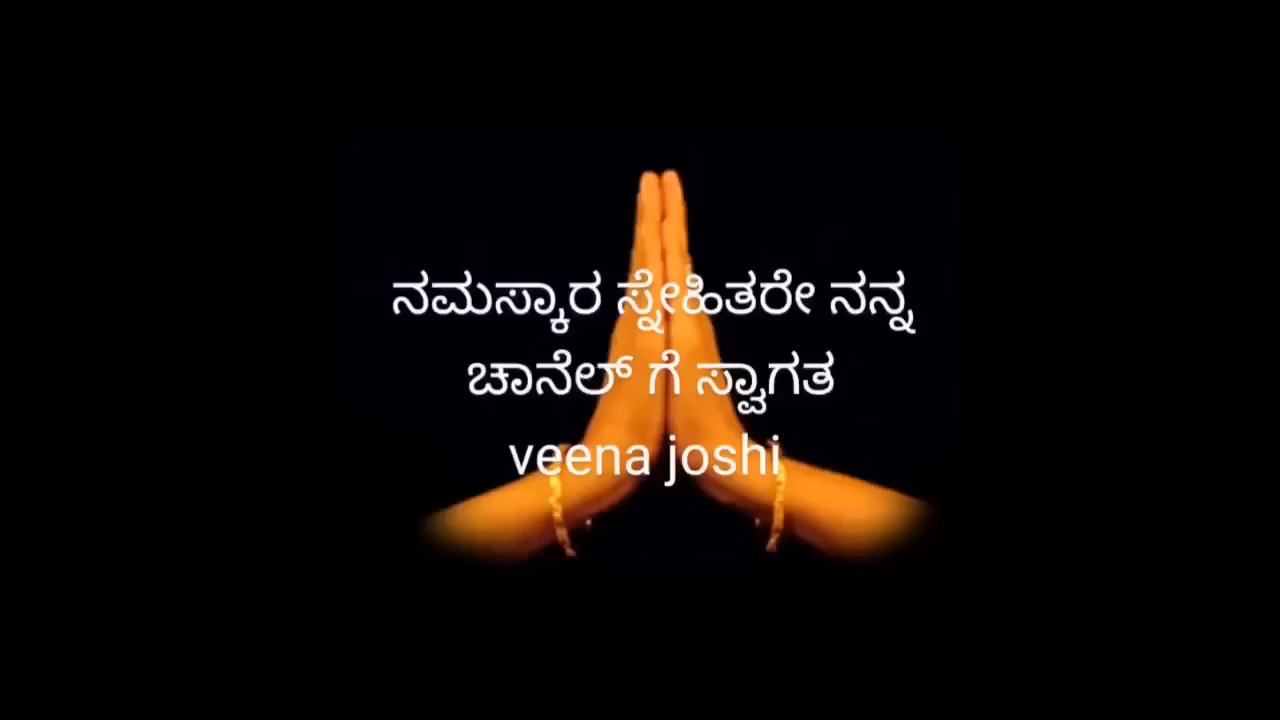 ನಮಸ್ಕಾರ ಸ್ನೇಹಿತರೇ ನನ್ನ
ಚಾನೆಲ್ ಗೆ ಸ್ವಾಗತ
veena joshi